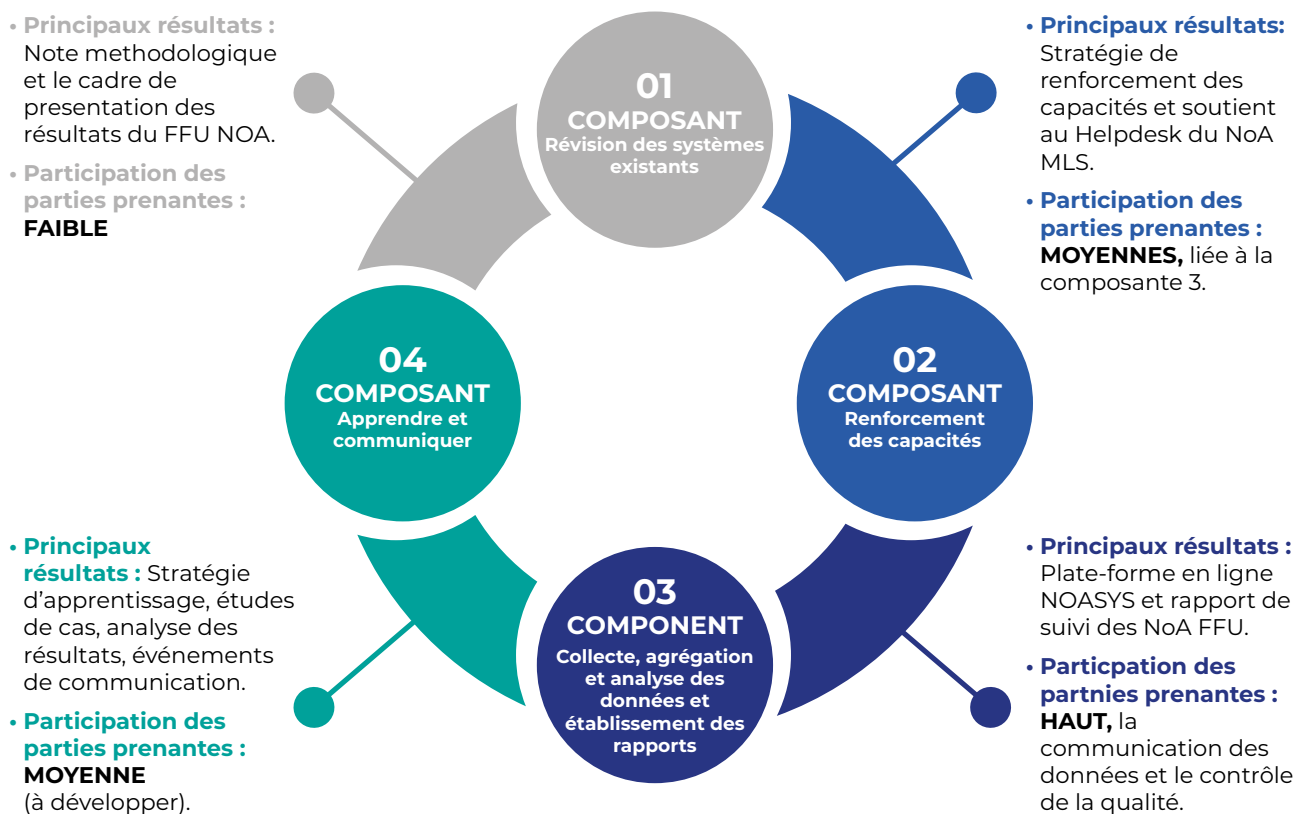 • Principaux résultats :
Note methodologique
et le cadre de
presentation des
résultats du FFU NOA.
• Participation des
parties prenantes :
FAIBLE
01
COMPOSANT
Révision des systèmes
existants
• Principaux résultats:
Stratégie de
renforcement des
capacités et soutient
au Helpdesk du NoA
MLS.
• Participation des
parties prenantes :
MOYENNES, liée à la
composante 3.
04
COMPOSANT
Apprendre et
communiquer
02
COMPOSANT
Renforcement
des capacités
• Principaux
résultats : Stratégie
d'apprentissage, études
de cas, analyse des
résultats, événements
de communication.
• Participation des
parties prenantes :
MOYENNE
(à développer).
03
COMPONENT
Collecte, agrégation
et analyse des
données et
établissement des
rapports
• Principaux résultats :
Plate-forme en ligne
NOASYS et rapport de
suivi des NoA FFU.
• Particpation des
partnies prenantes :
HAUT, la
communication des
données et le contrôle
de la qualité.